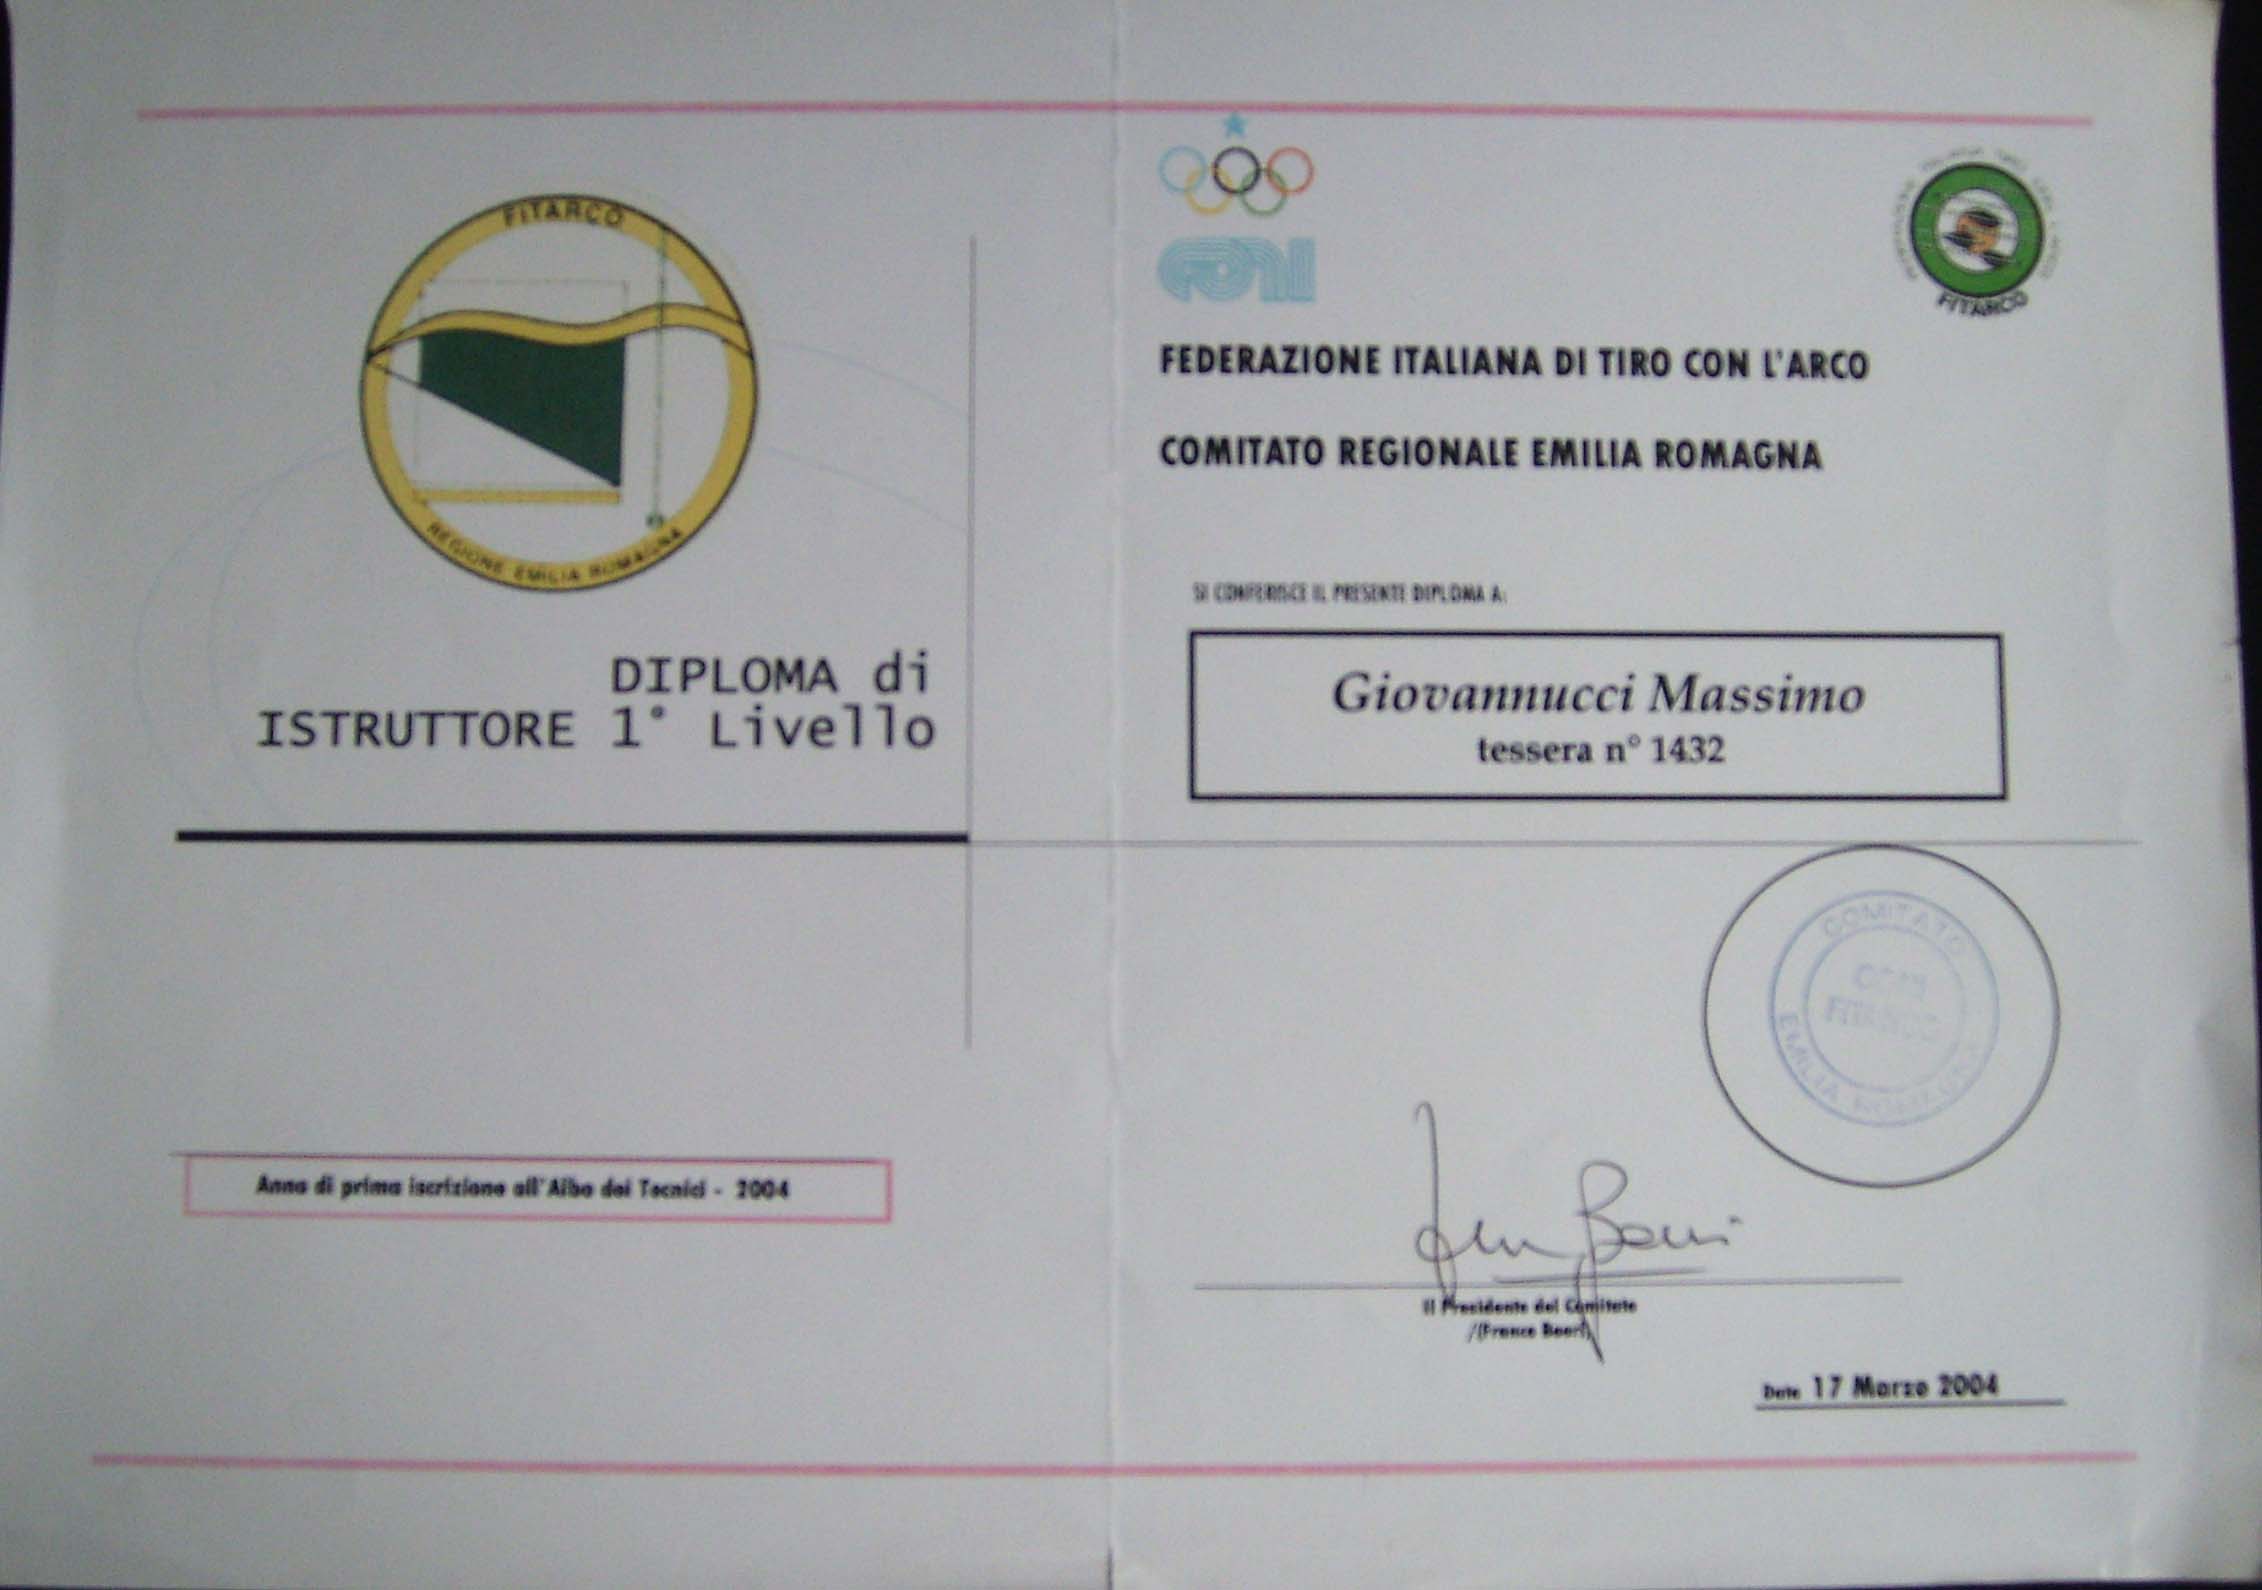 FITARCO
REGIONE EMILIA ROMAGNA
DIPLOMA di
ISTRUTTORE 1° Livello
Anno di prima iscrizione all'Albo dei Tecnici - 2004
CONI
FITARCO
FEDERAZIONE ITALIANA DI TIRO CON L'ARCO
COMITATO REGIONALE EMILIA ROMAGNA
SI CONFERISCE IL PRESENTE DIPLOMA A:
Giovannucci Massimo
tessera n° 1432
COMITATO
FITARCO
EMILIA ROMAGNA
Il Presidente del Comitato
/(Franco
Data 17 Marzo 2004